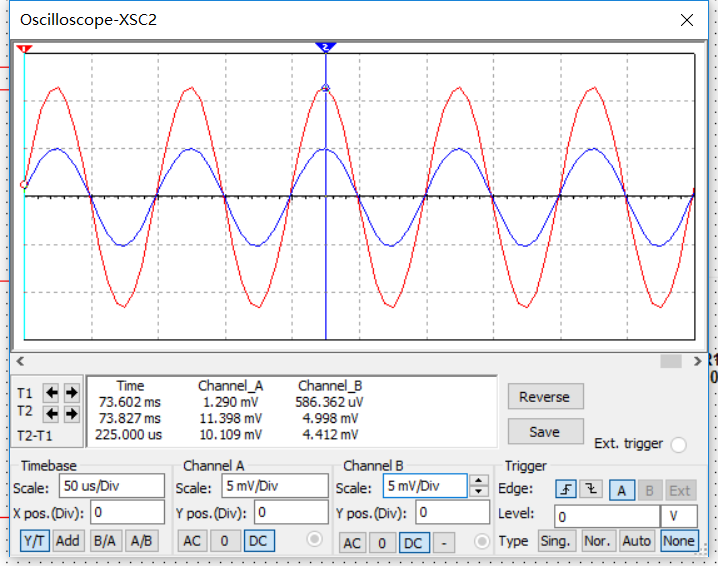 Oscilloscope-XSC2
1
2
Time Channel_A Channel_B
T1 73.602 ms 1.290 mV 586.362 uV
T2 73.827 ms 11.398 mV 4.998 mV
T2-T1 225.000 us 10.109 mV 4.412 mV
Reverse
Save
Ext. trigger
Timebase Channel A Channel B Trigger
Scale: 50 us/Div Scale: 5 mV/Div Scale: 5 mV/Div Edge: A B Ext
X pos.(Div): 0 Y pos.(Div): 0 Y pos.(Div): 0 Level: 0 V
Y/T Add B/A A/B AC 0 DC AC 0 DC - Type Sing. Nor. Auto None